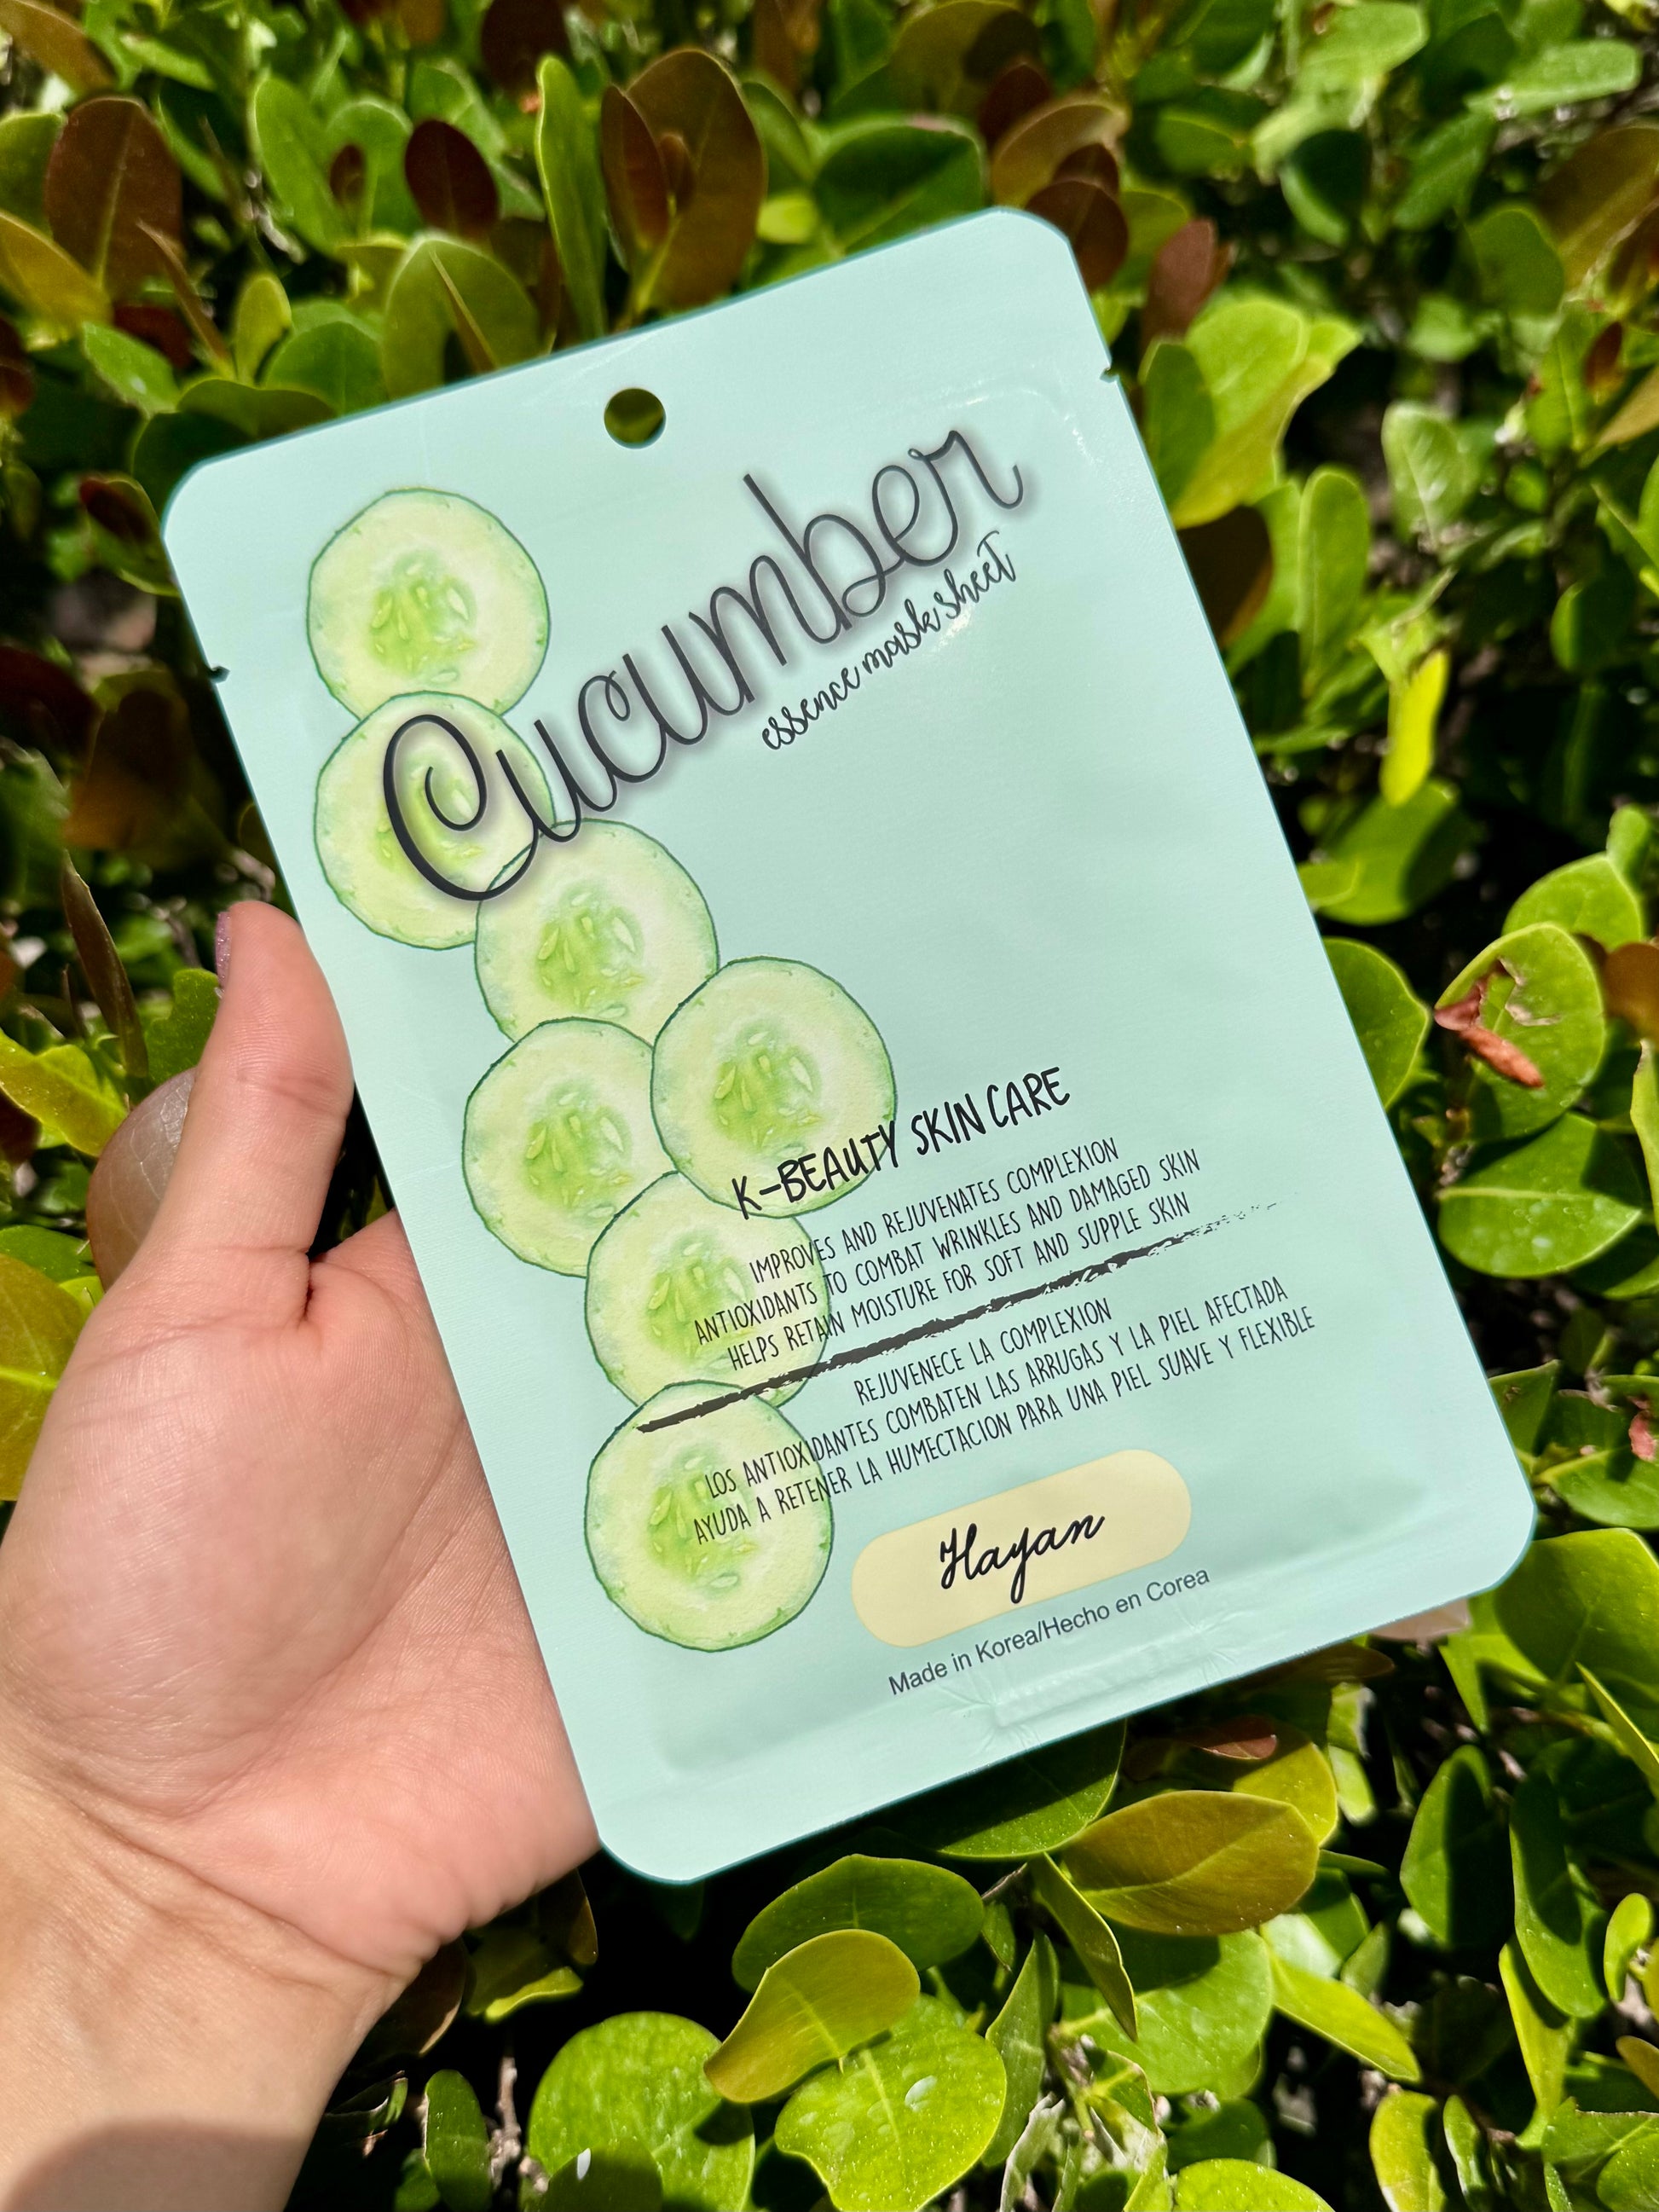 Cucumber
essence mask sheet
K-BEAUTY SKIN CARE
IMPROVES AND REJUVENATES COMPLEXION
ANTIOXIDANTS TO COMBAT WRINKLES AND DAMAGED SKIN
HELPS RETAIN MOISTURE FOR SOFT AND SUPPLE SKIN
REJUVENECE LA COMPLEXION
LOS ANTIOXIDANTES COMBATEN LAS ARRUGAS Y LA PIEL AFECTADA
AYUDA A RETENER LA HUMECTACION PARA UNA PIEL SUAVE Y FLEXIBLE
Hayan
Made in Korea/Hecho en Corea